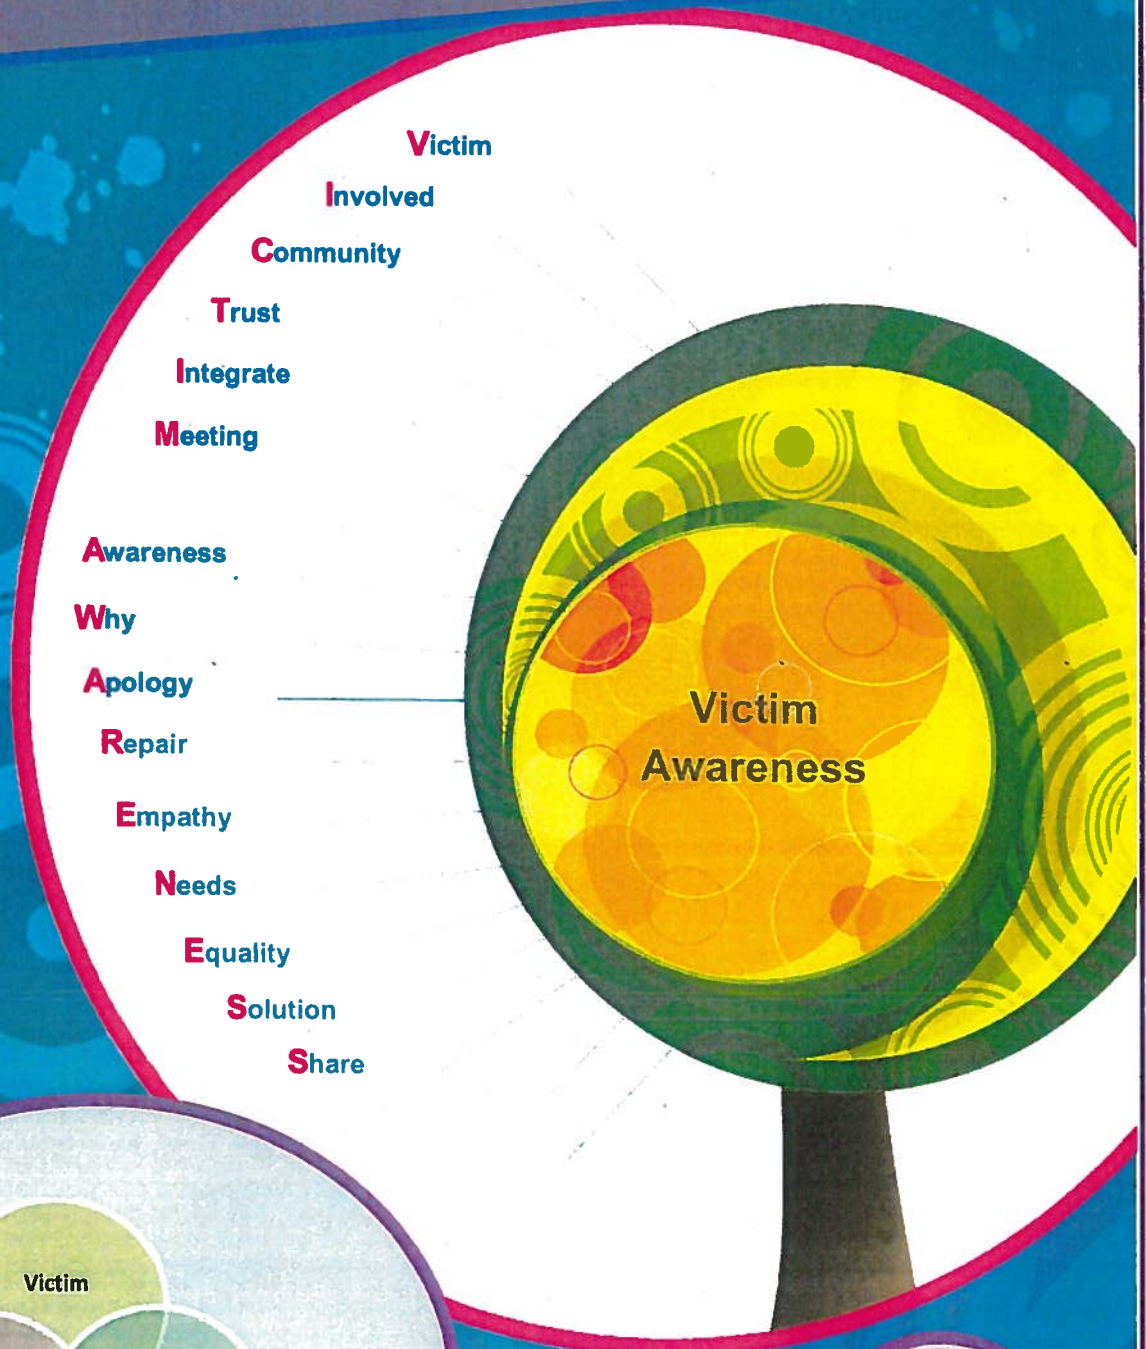 Victim
Involved
Community
Trust
Integrate
Meeting
Awareness
Why
Apology
Repair
Empathy
Needs
Equality
Solution
Share
Victim
Awareness
Victim